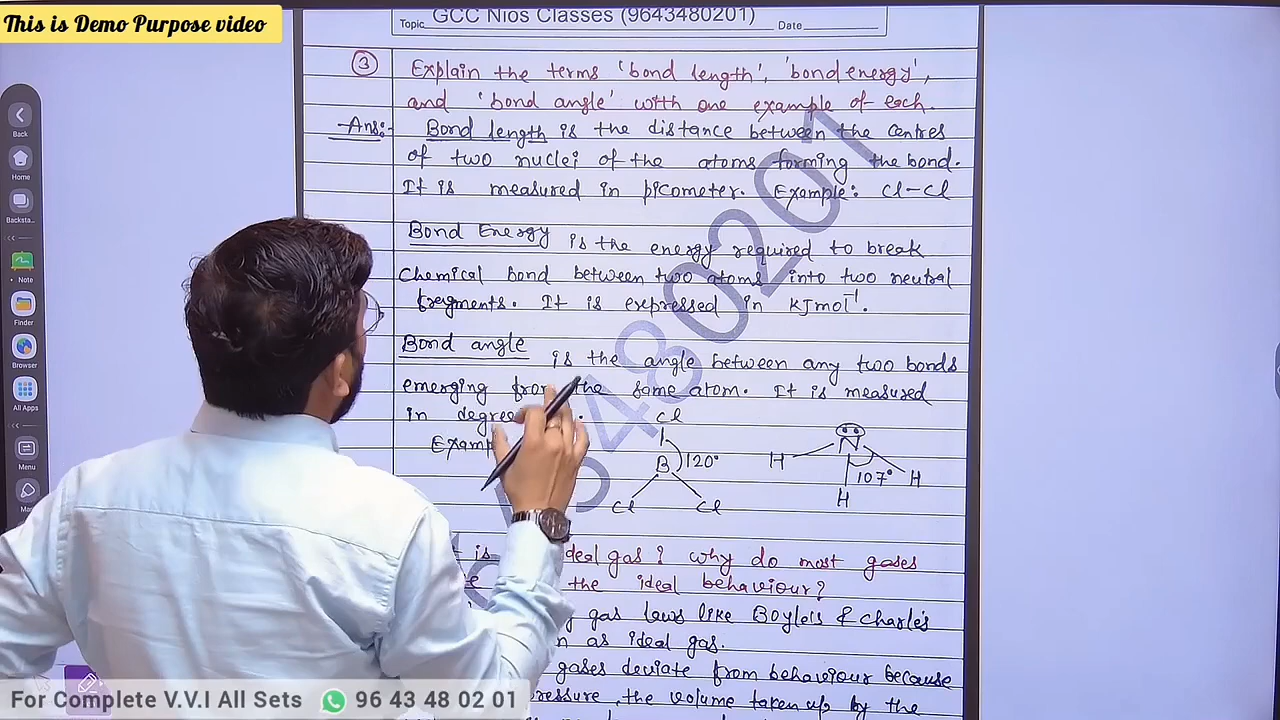 This is Demo Purpose video
GCC Nios Classes (9643480201)
Topic
Date
3
Explain the terms 'bond length', 'bond energy',
and 'bond angle' with one example of each.
Ans:-
Bond length is the distance between the centres
of two nuclei of the atoms forming the bond.
It is measured in picometer. Example: Cl-Cl
Bond Energy is the energy required to break
Chemical bond between two atoms into two neutral
fregments. It is expressed in KJmol⁻¹.
Bond angle is the angle between any two bonds
emerging from the same atom. It is measured
in degree
Examp
Cl
B 120°
Cl Cl
N
H 107° H
H
is deal gas? why do most gases
the ideal behaviour?
gas laws like Boyle's & charle's
as ideal gas.
gases deviate from behaviour because
pressure, the volume taken up by the
9643480201
Back
Home
Backsta...
Note
Finder
Browser
All Apps
Menu
For Complete V.V.I All Sets 96 43 48 02 01